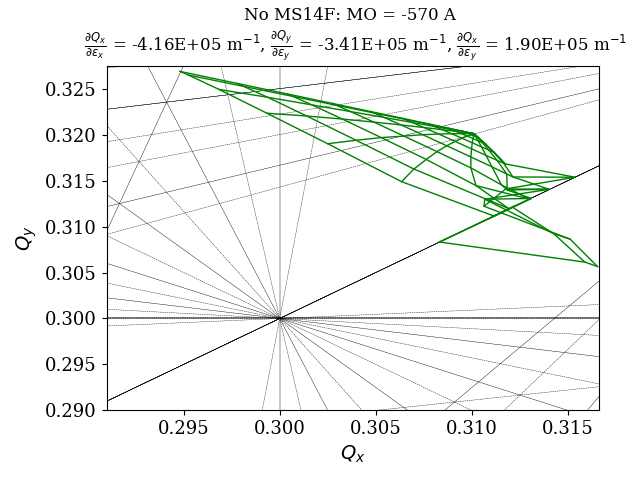 No MS14F: MO = -570 A
∂Qx/∂εx = -4.16E+05 m−1, ∂Qy/∂εy = -3.41E+05 m−1, ∂Qx/∂εy = 1.90E+05 m−1
0.325
0.320
0.315
0.310
0.305
0.300
0.295
0.290
Qy
0.295 0.300 0.305 0.310 0.315
Qx